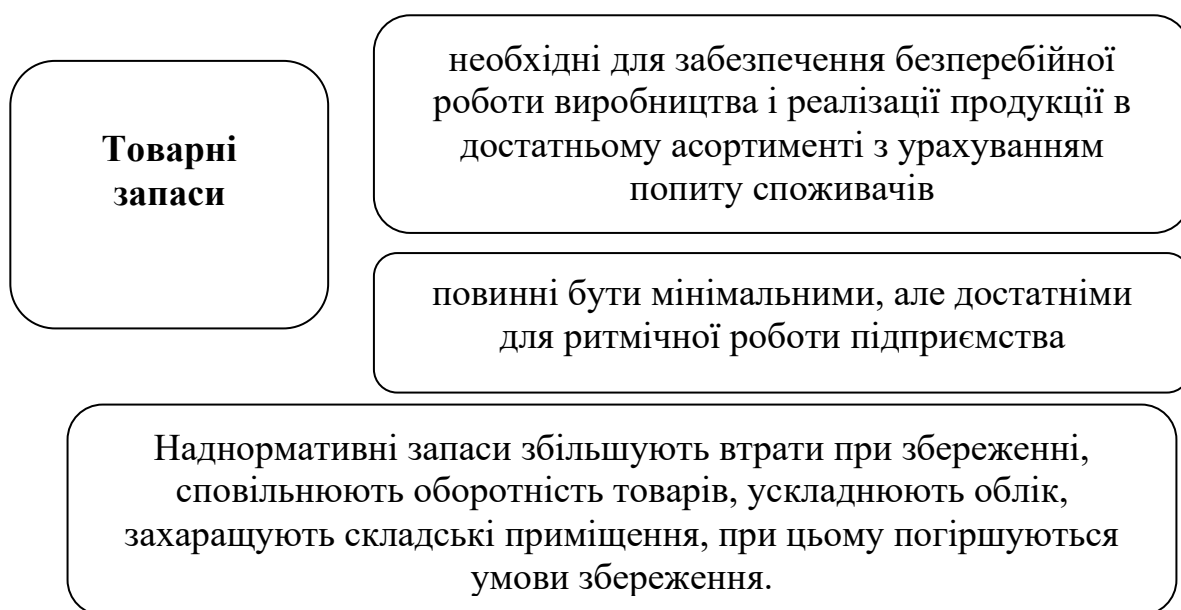 Товарні
запаси
необхідні для забезпечення безперебійної
роботи виробництва і реалізації продукції в
достатньому асортименті з урахуванням
попиту споживачів
повинні бути мінімальними, але достатніми
для ритмічної роботи підприємства
Наднормативні запаси збільшують втрати при збереженні,
сповільнюють оборотність товарів, ускладнюють облік,
захаращують складські приміщення, при цьому погіршуються
умови збереження.